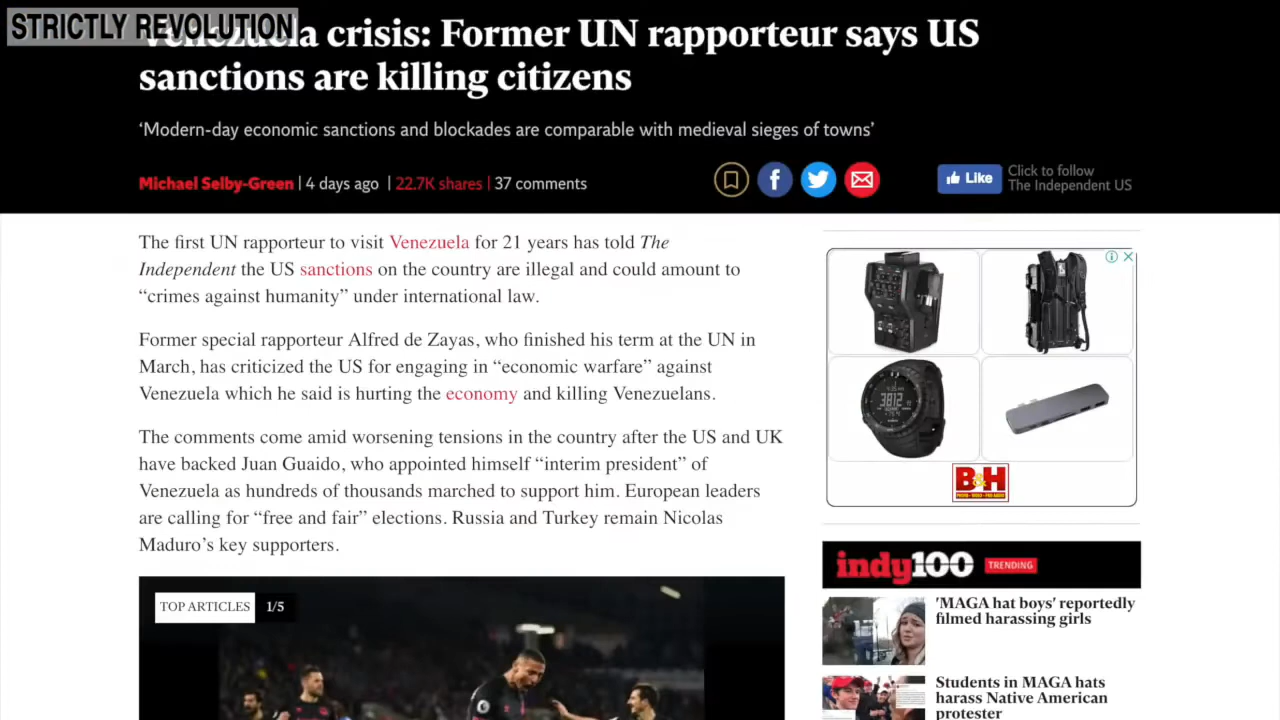 STRICTLY REVOLUTION
Venezuela crisis: Former UN rapporteur says US
sanctions are killing citizens
‘Modern-day economic sanctions and blockades are comparable with medieval sieges of towns’
Michael Selby-Green | 4 days ago | 22.7K shares | 37 comments
Like
Click to follow
The Independent US
The first UN rapporteur to visit Venezuela for 21 years has told The
Independent the US sanctions on the country are illegal and could amount to
“crimes against humanity” under international law.
Former special rapporteur Alfred de Zayas, who finished his term at the UN in
March, has criticized the US for engaging in “economic warfare” against
Venezuela which he said is hurting the economy and killing Venezuelans.
The comments come amid worsening tensions in the country after the US and UK
have backed Juan Guaido, who appointed himself “interim president” of
Venezuela as hundreds of thousands marched to support him. European leaders
are calling for “free and fair” elections. Russia and Turkey remain Nicolas
Maduro’s key supporters.
TOP ARTICLES 1/5
3812
B&H
PHOTO - VIDEO - PRO AUDIO
indy100 TRENDING
'MAGA hat boys' reportedly
filmed harassing girls
Students in MAGA hats
harass Native American
protester